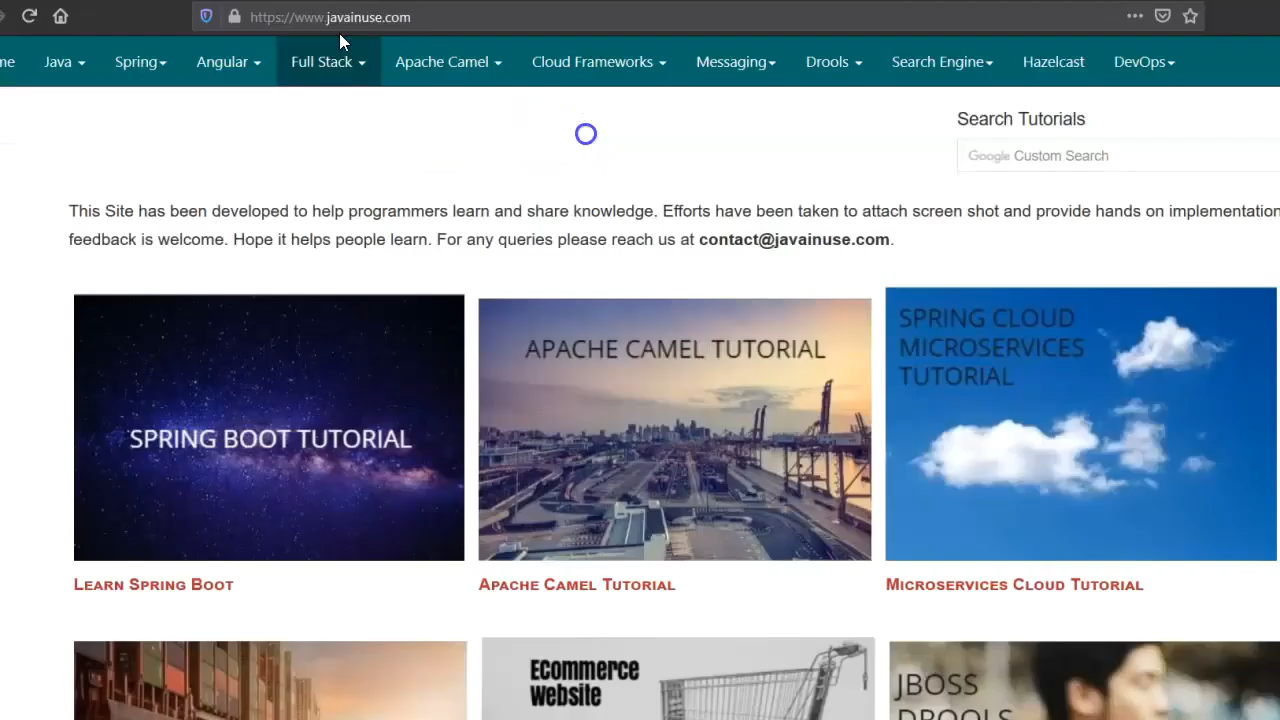 https://www.javainuse.com
me Java Spring Angular Full Stack Apache Camel Cloud Frameworks Messaging Drools Search Engine Hazelcast DevOps
Search Tutorials
Google Custom Search
This Site has been developed to help programmers learn and share knowledge. Efforts have been taken to attach screen shot and provide hands on implementation
feedback is welcome. Hope it helps people learn. For any queries please reach us at contact@javainuse.com.
SPRING BOOT TUTORIAL
APACHE CAMEL TUTORIAL
SPRING CLOUD
MICROSERVICES
TUTORIAL
Learn Spring Boot
Apache Camel Tutorial
Microservices Cloud Tutorial
Ecommerce
Website
JBOSS
DROOLS